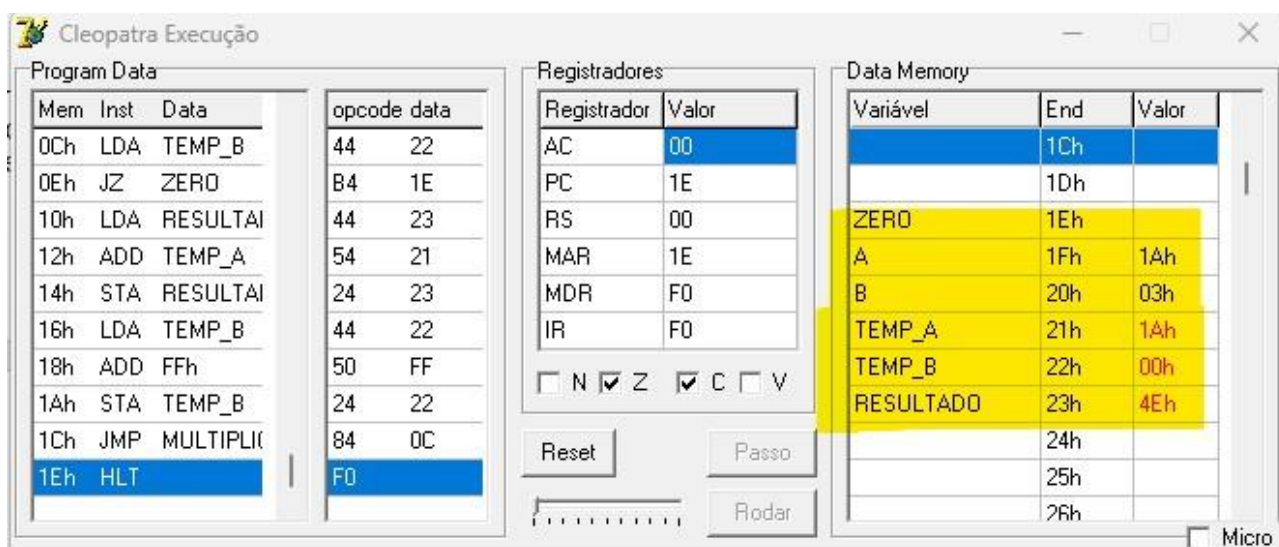 Cleopatra Execução
Program Data
Mem Inst Data
0Ch LDA TEMP_B
0Eh JZ ZERO
10h LDA RESULTAI
12h ADD TEMP_A
14h STA RESULTAI
16h LDA TEMP_B
18h ADD FFh
1Ah STA TEMP_B
1Ch JMP MULTIPLI(
1Eh HLT
opcode data
44 22
B4 1E
44 23
54 21
24 23
44 22
50 FF
24 22
84 0C
F0
Registradores
Registrador Valor
AC 00
PC 1E
RS 00
MAR 1E
MDR F0
IR F0
N Z C V
Reset Passo
Rodar
Data Memory
Variável End Valor
1Ch
1Dh
ZERO 1Eh
A 1Fh 1Ah
B 20h 03h
TEMP_A 21h 1Ah
TEMP_B 22h 00h
RESULTADO 23h 4Eh
24h
25h
26h
Micro